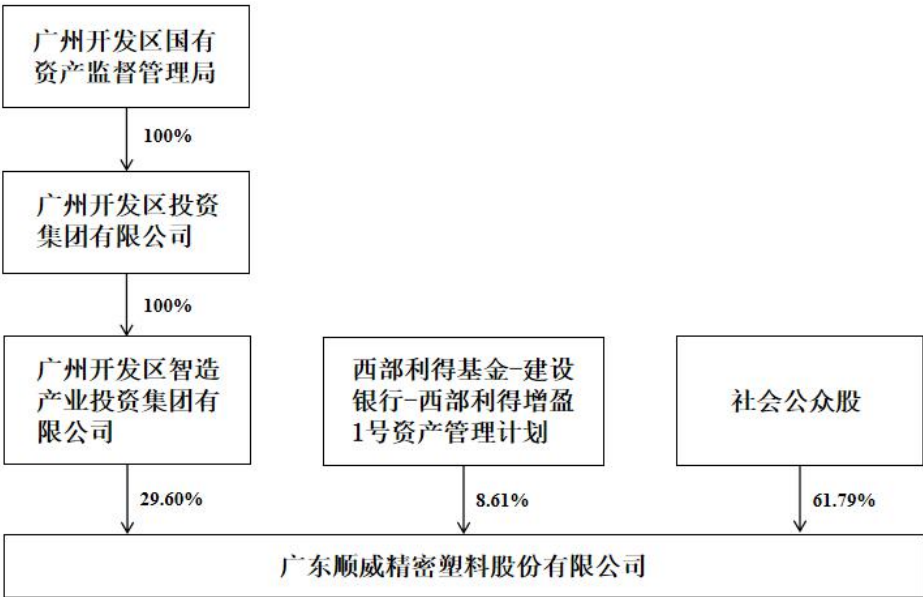 广州开发区国有
资产监督管理局
100%
广州开发区投资
集团有限公司
100%
广州开发区智造
产业投资集团有
限公司
西部利得基金-建设
银行-西部利得增盈
1号资产管理计划
社会公众股
29.60%
8.61%
61.79%
广东顺威精密塑料股份有限公司